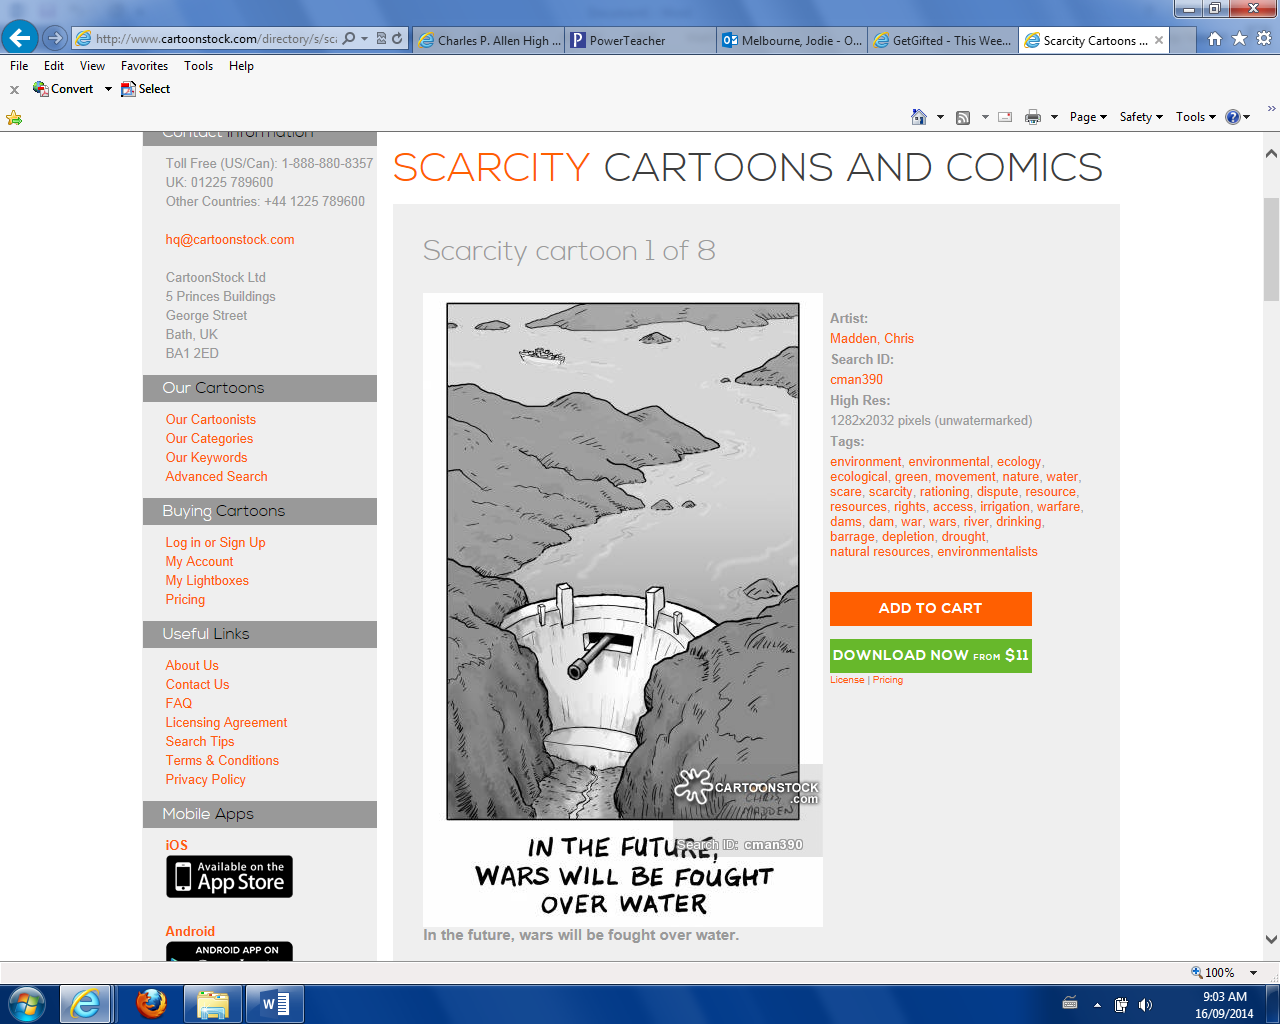 http://www.cartoonstock.com/directory/s/sc
Charles P. Allen High ...
PowerTeacher
Melbourne, Jodie - O...
GetGifted - This Wee...
Scarcity Cartoons ...
File Edit View Favorites Tools Help
Convert Select
Page Safety Tools
Contact Information
Toll Free (US/Can): 1-888-880-8357
UK: 01225 789600
Other Countries: +44 1225 789600
hq@cartoonstock.com
CartoonStock Ltd
5 Princes Buildings
George Street
Bath, UK
BA1 2ED
Our Cartoons
Our Cartoonists
Our Categories
Our Keywords
Advanced Search
Buying Cartoons
Log in or Sign Up
My Account
My Lightboxes
Pricing
Useful Links
About Us
Contact Us
FAQ
Licensing Agreement
Search Tips
Terms & Conditions
Privacy Policy
Mobile Apps
iOS
Available on the
App Store
Android
ANDROID APP ON
SCARCITY CARTOONS AND COMICS
Scarcity cartoon 1 of 8
CARTOONSTOCK
.com
CHRIS
MADDEN
Search ID: cman390
IN THE FUTURE,
WARS WILL BE FOUGHT
OVER WATER
In the future, wars will be fought over water.
Artist:
Madden, Chris
Search ID:
cman390
High Res:
1282x2032 pixels (unwatermarked)
Tags:
environment, environmental, ecology,
ecological, green, movement, nature, water,
scare, scarcity, rationing, dispute, resource,
resources, rights, access, irrigation, warfare,
dams, dam, war, wars, river, drinking,
barrage, depletion, drought,
natural resources, environmentalists
ADD TO CART
DOWNLOAD NOW FROM $11
License | Pricing
100%
9:03 AM
16/09/2014